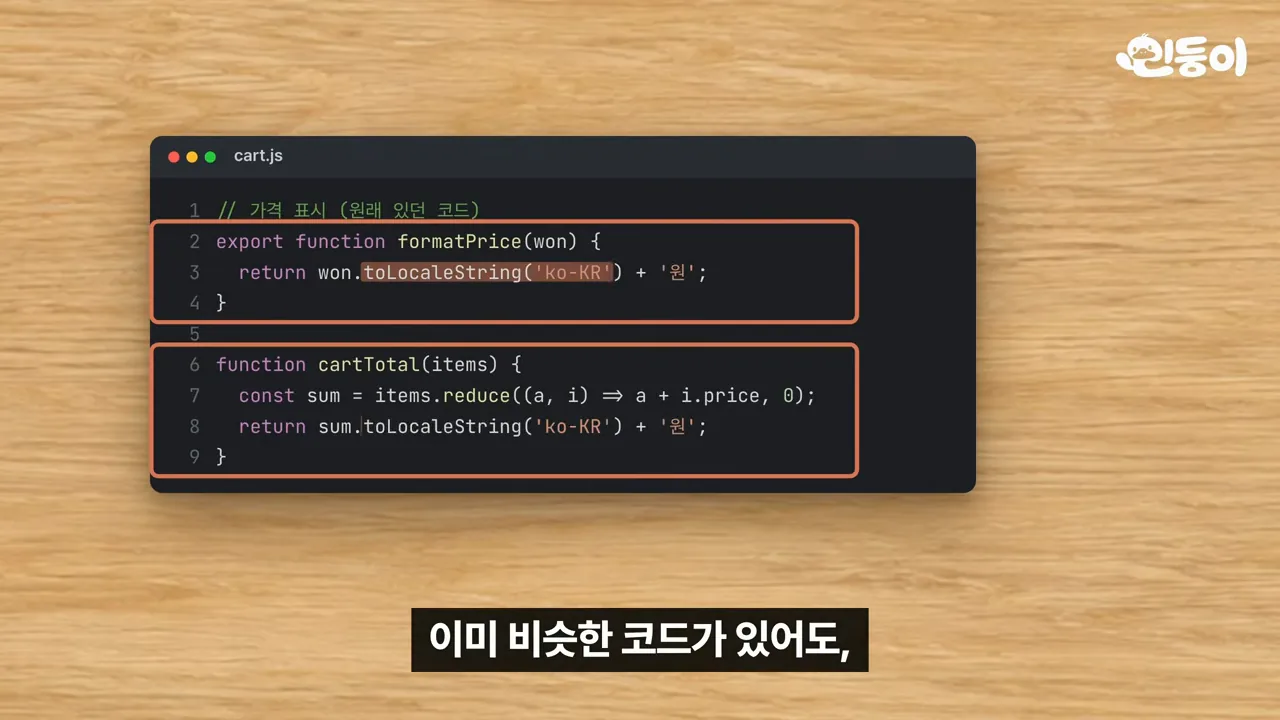 윈둥이
cart.js
1 // 가격 표시 (원래 있던 코드)
2 export function formatPrice(won) {
3 return won.toLocaleString('ko-KR') + '원';
4 }
5
6 function cartTotal(items) {
7 const sum = items.reduce((a, i) => a + i.price, 0);
8 return sum.toLocaleString('ko-KR') + '원';
9 }
이미 비슷한 코드가 있어도,